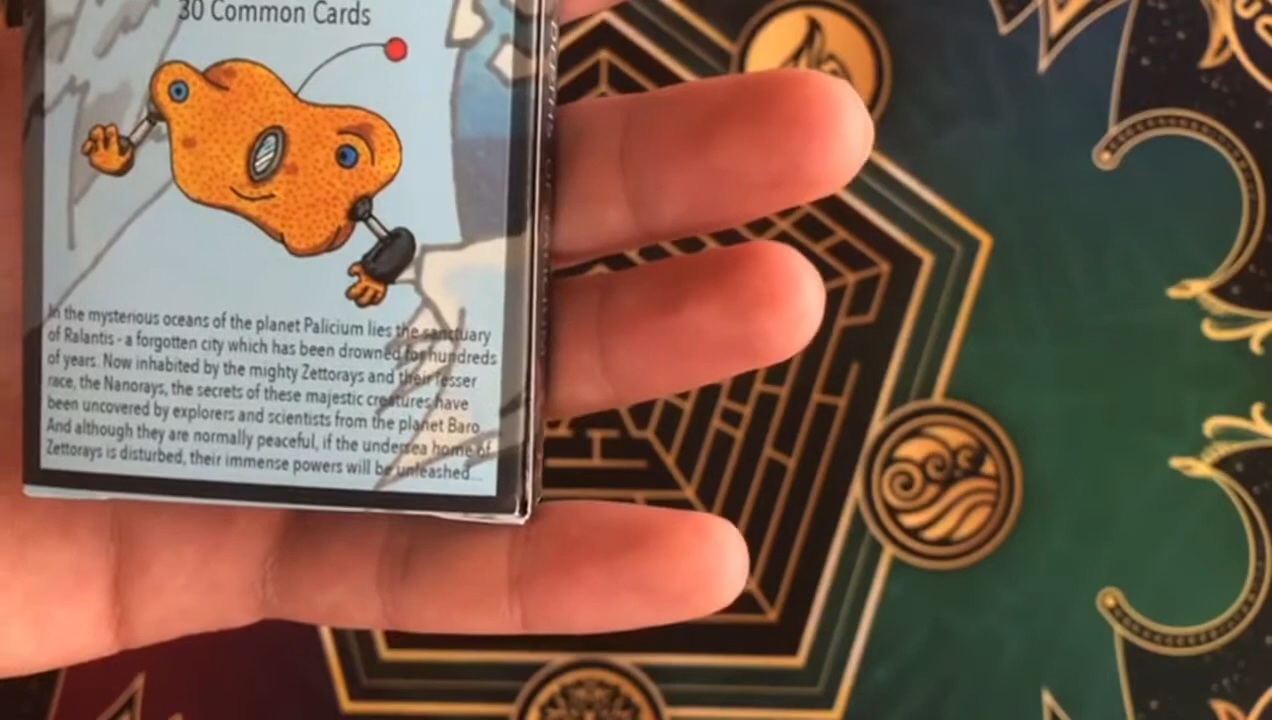 30 Common Cards
In the mysterious oceans of the planet Palicium lies the sanctuary
of Ralantis - a forgotten city which has been drowned for hundreds
of years. Now inhabited by the mighty Zettorays and their lesser
race, the Nanorays, the secrets of these majestic creatures have
been uncovered by explorers and scientists from the planet Baro
And although they are normally peaceful, if the undersea home of
Zettorays is disturbed, their immense powers will be unleashed...